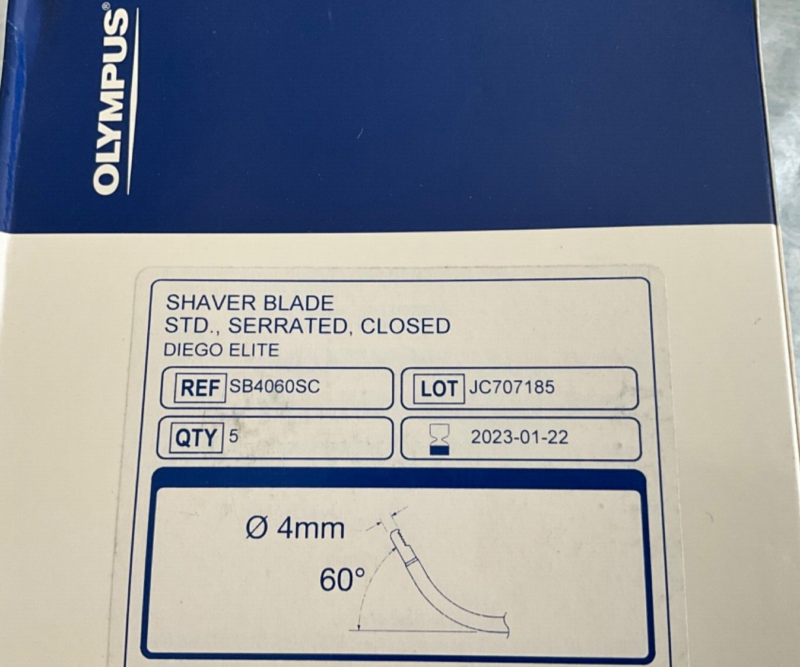 OLYMPUS®
SHAVER BLADE
STD., SERRATED, CLOSED
DIEGO ELITE
REF SB4060SC
LOT JC707185
QTY 5
2023-01-22
Ø 4mm
60°